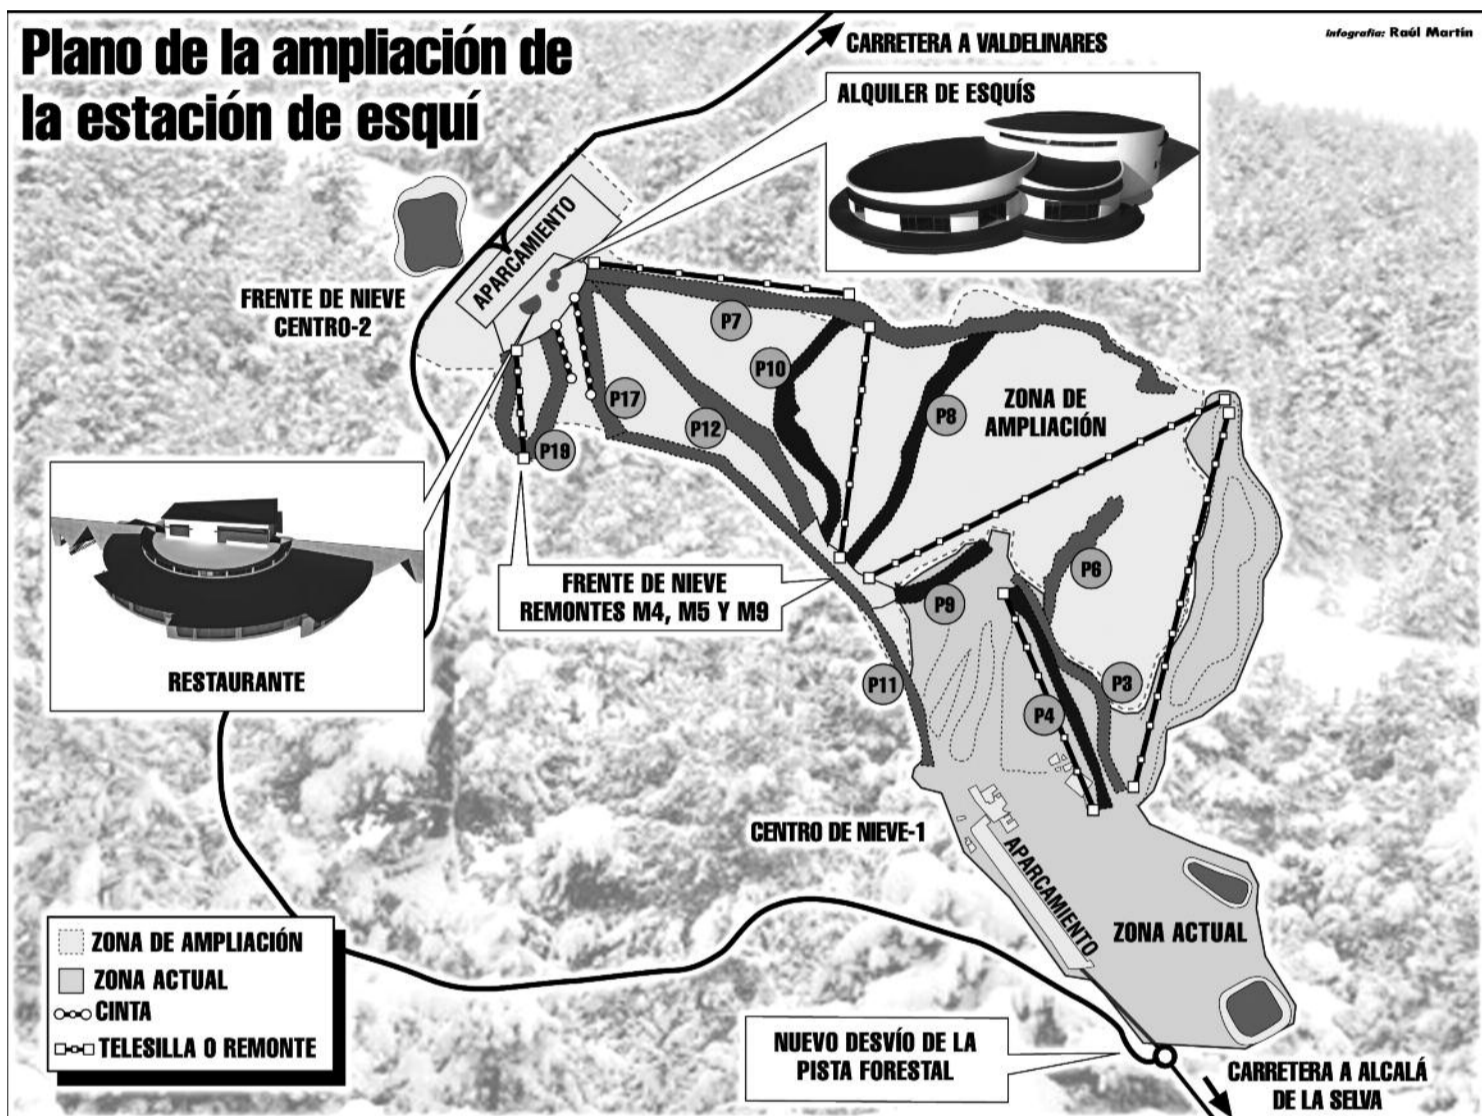 Plano de la ampliación de
la estación de esquí
CARRETERA A VALDELINARES
Infografía: Raúl Martín
ALQUILER DE ESQUÍS
APARCAMIENTO
FRENTE DE NIEVE
CENTRO-2
P7
P10
P17
P12
P8
P19
ZONA DE
AMPLIACIÓN
FRENTE DE NIEVE
REMONTES M4, M5 Y M9
P9
P6
P11
P4
P3
RESTAURANTE
CENTRO DE NIEVE-1
APARCAMIENTO
ZONA ACTUAL
ZONA DE AMPLIACIÓN
ZONA ACTUAL
CINTA
TELESILLA O REMONTE
NUEVO DESVÍO DE LA
PISTA FORESTAL
CARRETERA A ALCALÁ
DE LA SELVA